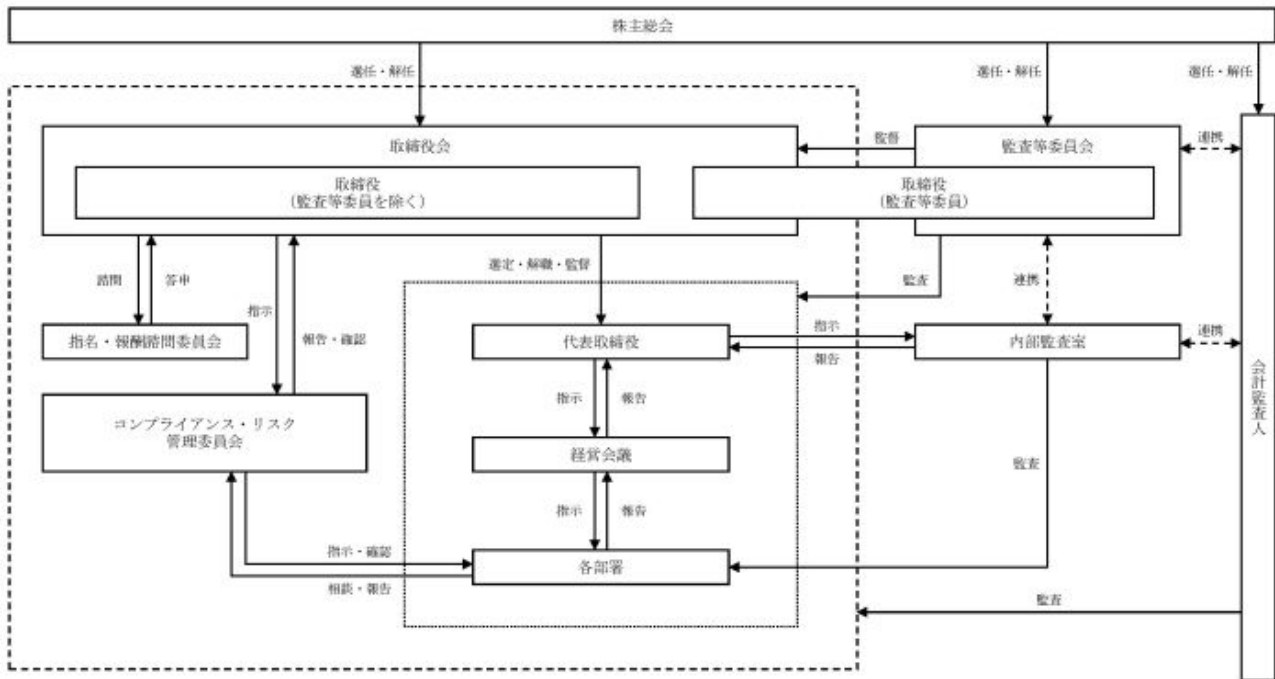 株主総会
選任・解任
選任・解任
選任・解任
取締役会
監督
監査等委員会
連携
取締役
(監査等委員を除く)
取締役
(監査等委員)
諮問
答申
指示
報告・確認
選定・解職・監督
監査
連携
指名・報酬諮問委員会
代表取締役
指示
報告
内部監査室
連携
会計監査人
コンプライアンス・リスク
管理委員会
指示
報告
経営会議
監査
指示
報告
指示・確認
各部署
相談・報告
監査